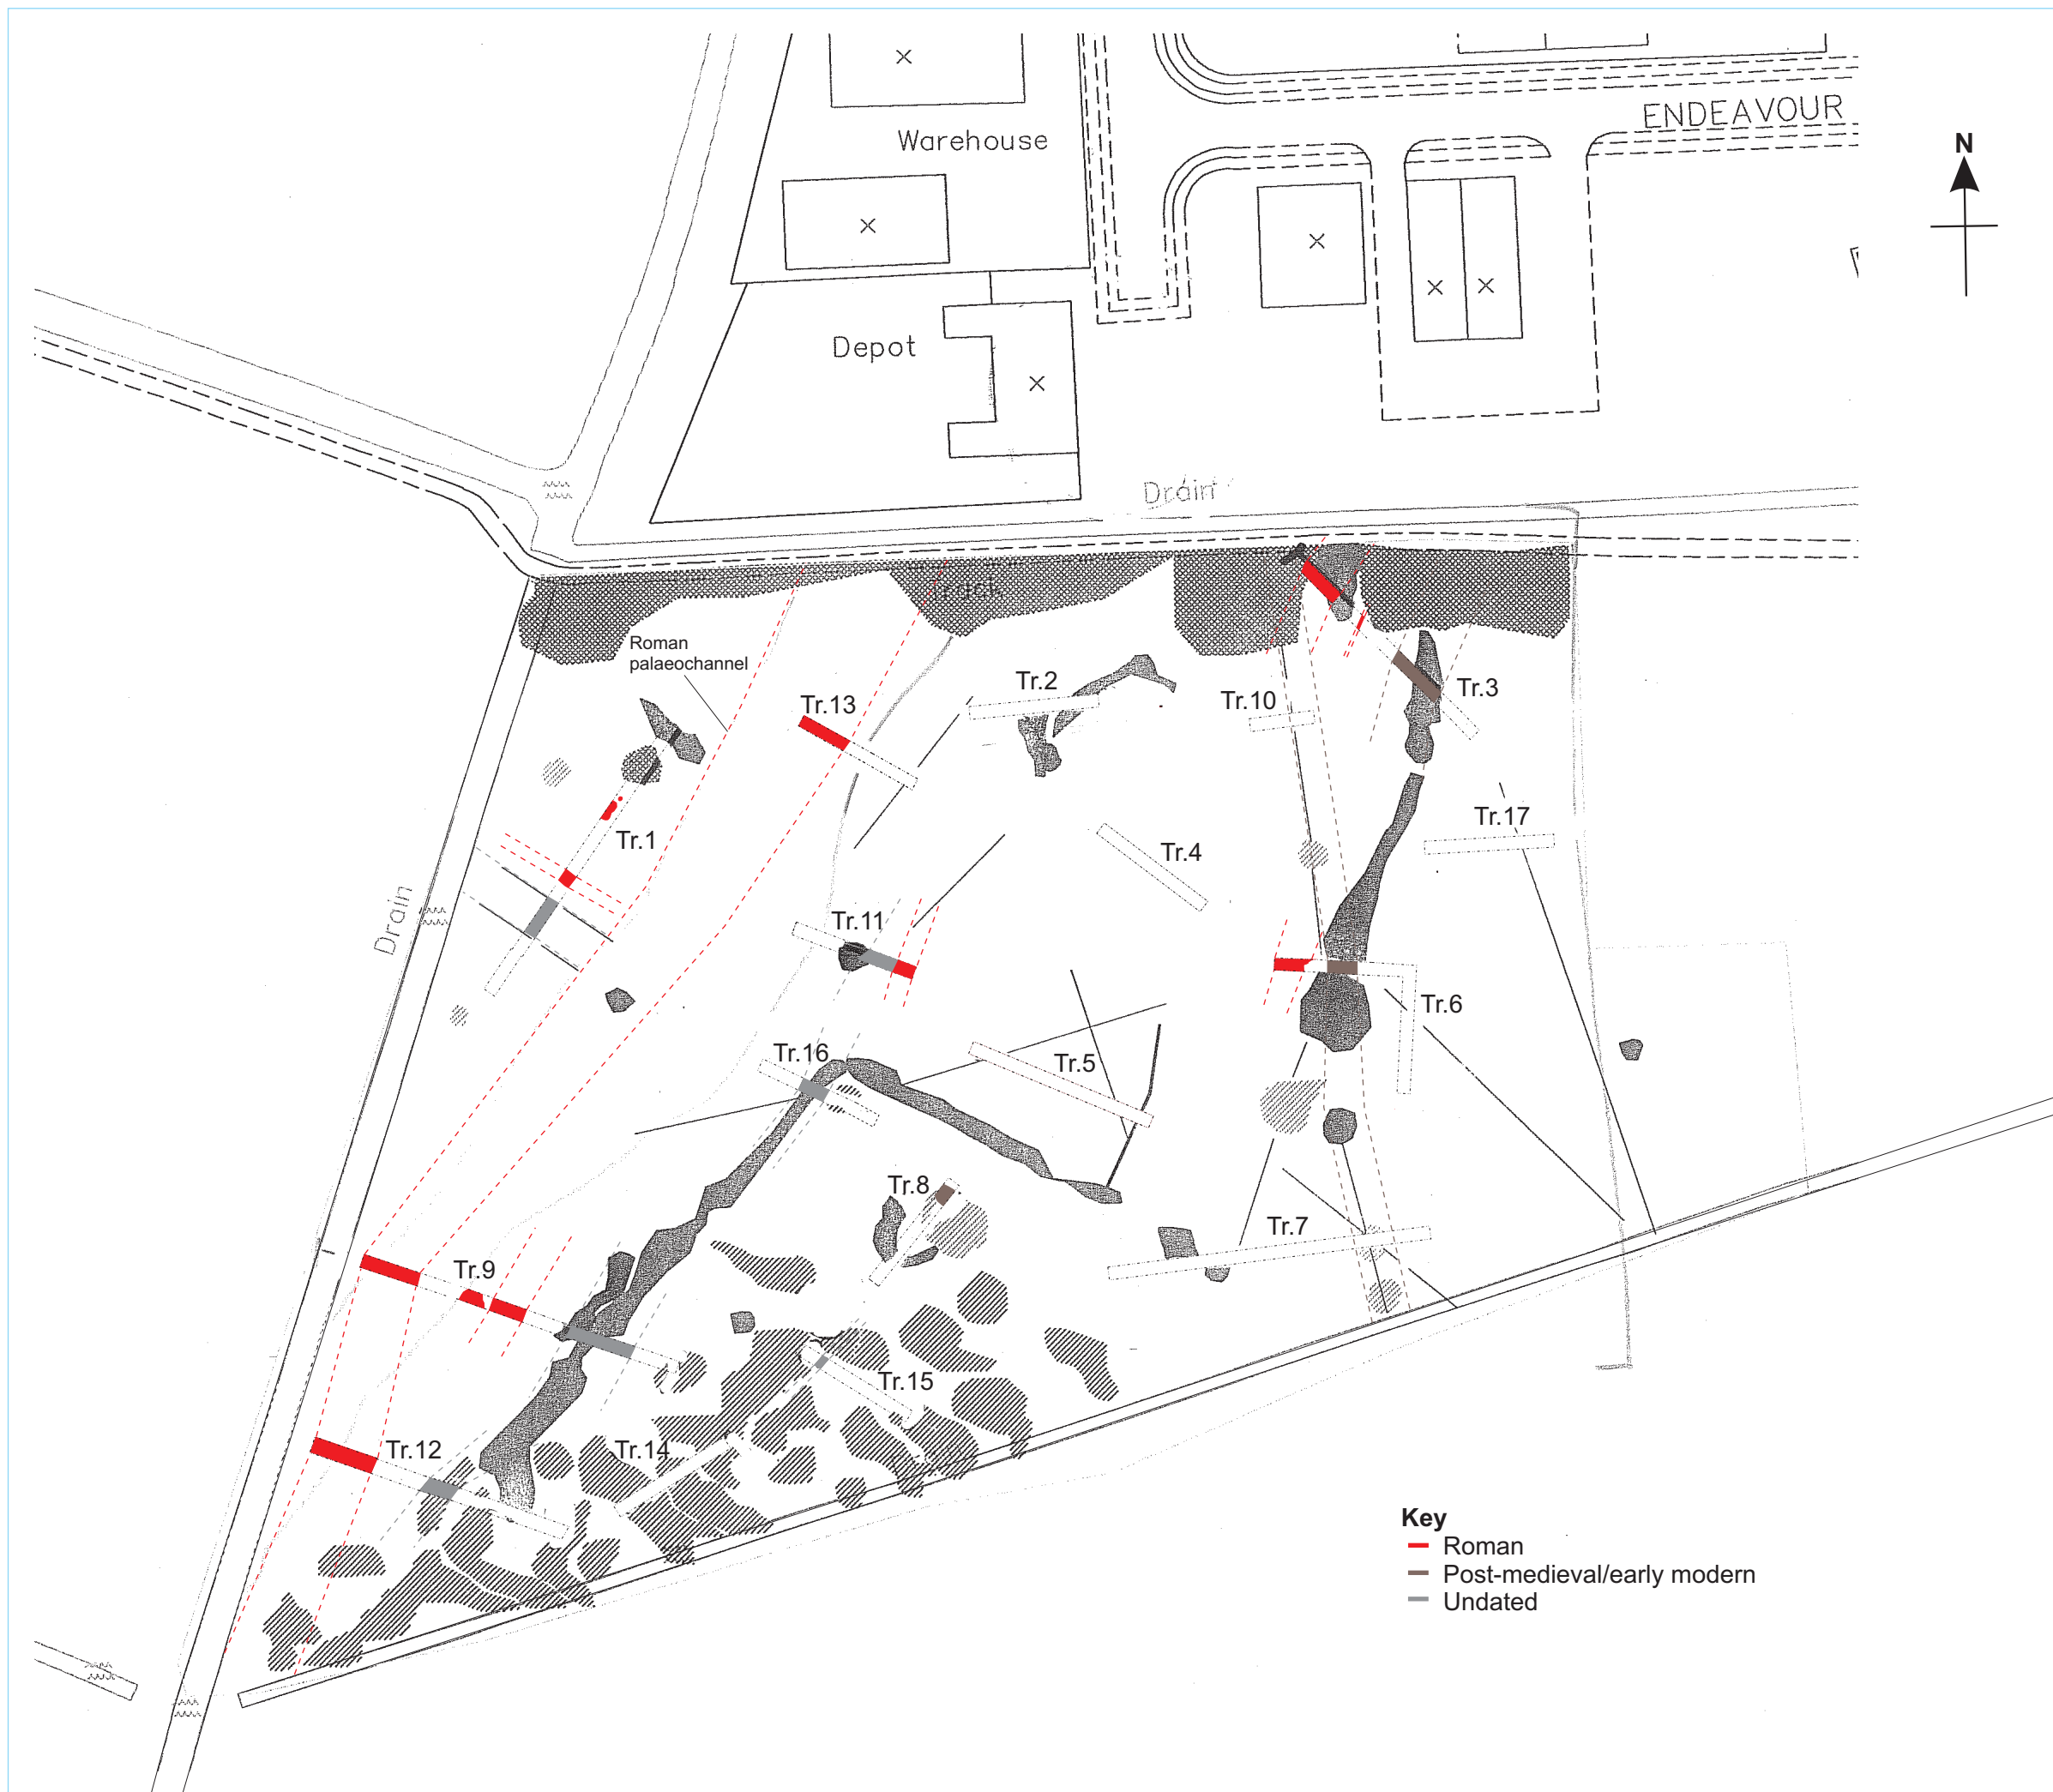 Warehouse
ENDEAVOUR
N
Depot
Drain
Track
Roman
palaeochannel
Tr.13
Tr.2
Tr.10
Tr.3
Tr.1
Tr.4
Tr.17
Drain
Tr.11
Tr.6
Tr.16
Tr.5
Tr.8
Tr.7
Tr.9
Tr.15
Tr.12
Tr.14
Key
Roman
Post-medieval/early modern
Undated